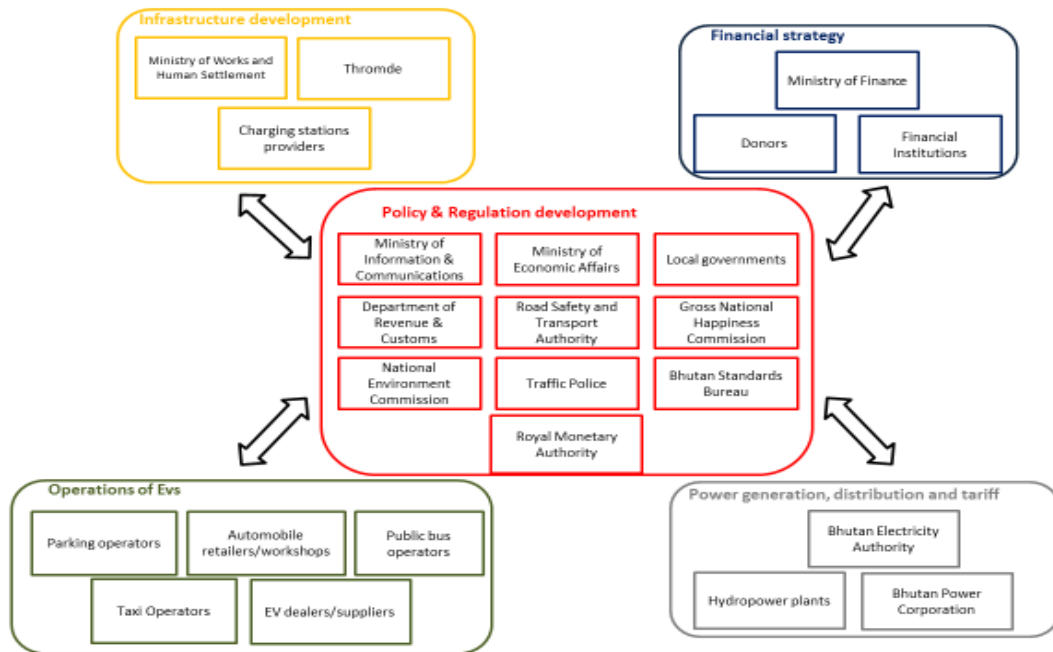 Infrastructure development
Ministry of Works and
Human Settlement
Thromde
Charging stations
providers
Financial strategy
Ministry of Finance
Donors
Financial
Institutions
Policy & Regulation development
Ministry of
Information &
Communications
Ministry of
Economic Affairs
Local governments
Department of
Revenue &
Customs
Road Safety and
Transport
Authority
Gross National
Happiness
Commission
National
Environment
Commission
Traffic Police
Bhutan Standards
Bureau
Royal Monetary
Authority
Operations of Evs
Parking operators
Automobile
retailers/workshops
Public bus
operators
Taxi Operators
EV dealers/suppliers
Power generation, distribution and tariff
Bhutan Electricity
Authority
Hydropower plants
Bhutan Power
Corporation